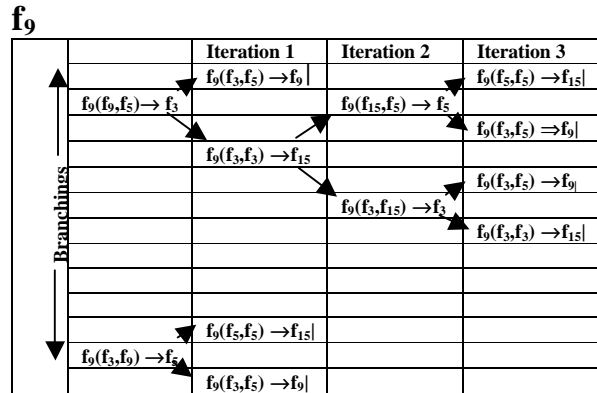 f₉
Iteration 1 Iteration 2 Iteration 3
f₉(f₃,f₅) →f₉| f₉(f₅,f₅) →f₁₅|
f₉(f₉,f₅)→ f₃ f₉(f₁₅,f₅) → f₅
f₉(f₃,f₅) ⇒f₉|
f₉(f₃,f₃) →f₁₅
f₉(f₃,f₅) →f₉|
f₉(f₃,f₁₅) →f₃
f₉(f₃,f₃) →f₁₅|
Branchings
f₉(f₅,f₅) →f₁₅|
f₉(f₃,f₉) →f₅
f₉(f₃,f₅) →f₉|